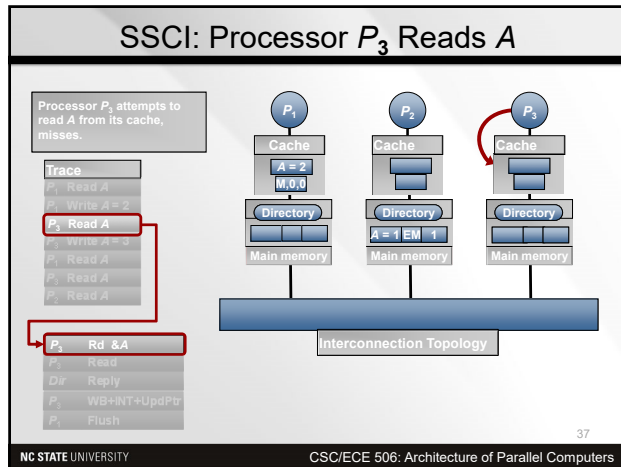 SSCI: Processor P3 Reads A
Processor P3 attempts to
read A from its cache,
misses.
Trace
P1 Read A
P1 Write A = 2
P3 Read A
P3 Write A = 3
P1 Read A
P3 Read A
P2 Read A
P3 Rd &A
P3 Read
Dir Reply
P1 WB+INT+UpdPtr
P1 Flush
P1
P2
P3
Cache
Cache
Cache
A = 2
M,0,0
Directory
Directory
Directory
A = 1 EM 1
Main memory
Main memory
Main memory
Interconnection Topology
37
NC STATE UNIVERSITY
CSC/ECE 506: Architecture of Parallel Computers